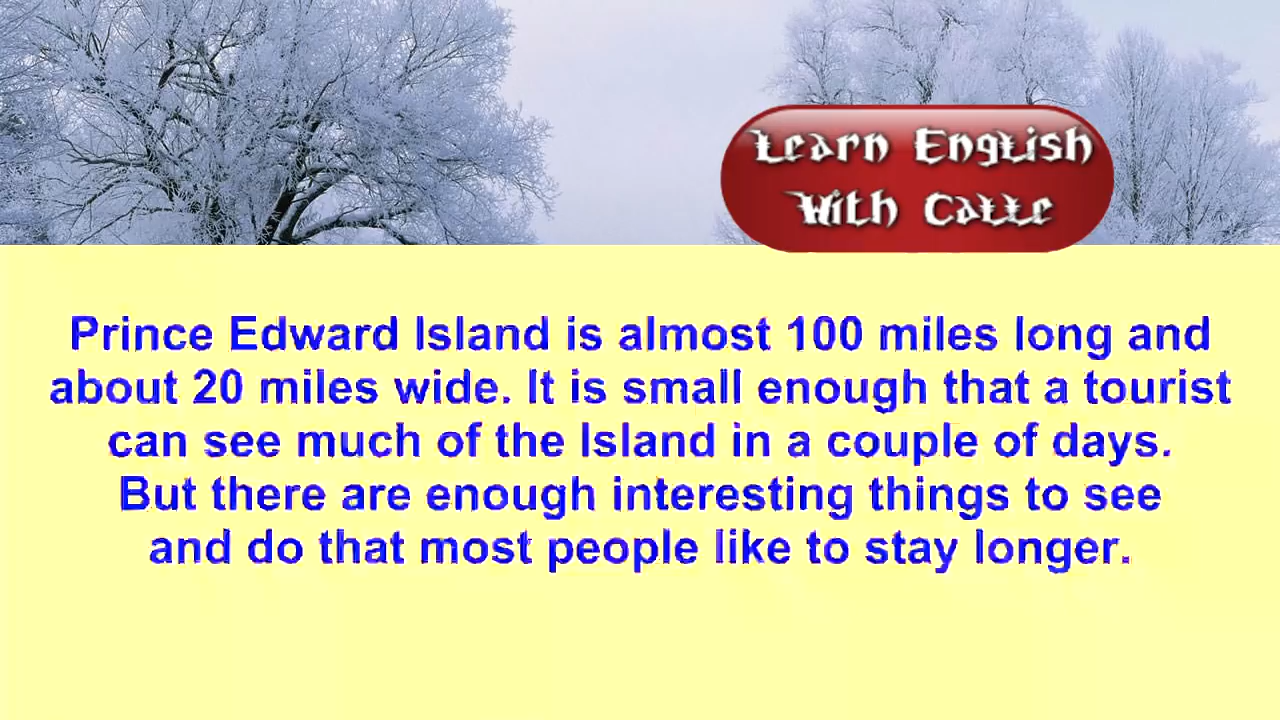 Learn English
With Calle
Prince Edward Island is almost 100 miles long and
about 20 miles wide. It is small enough that a tourist
can see much of the Island in a couple of days.
But there are enough interesting things to see
and do that most people like to stay longer.